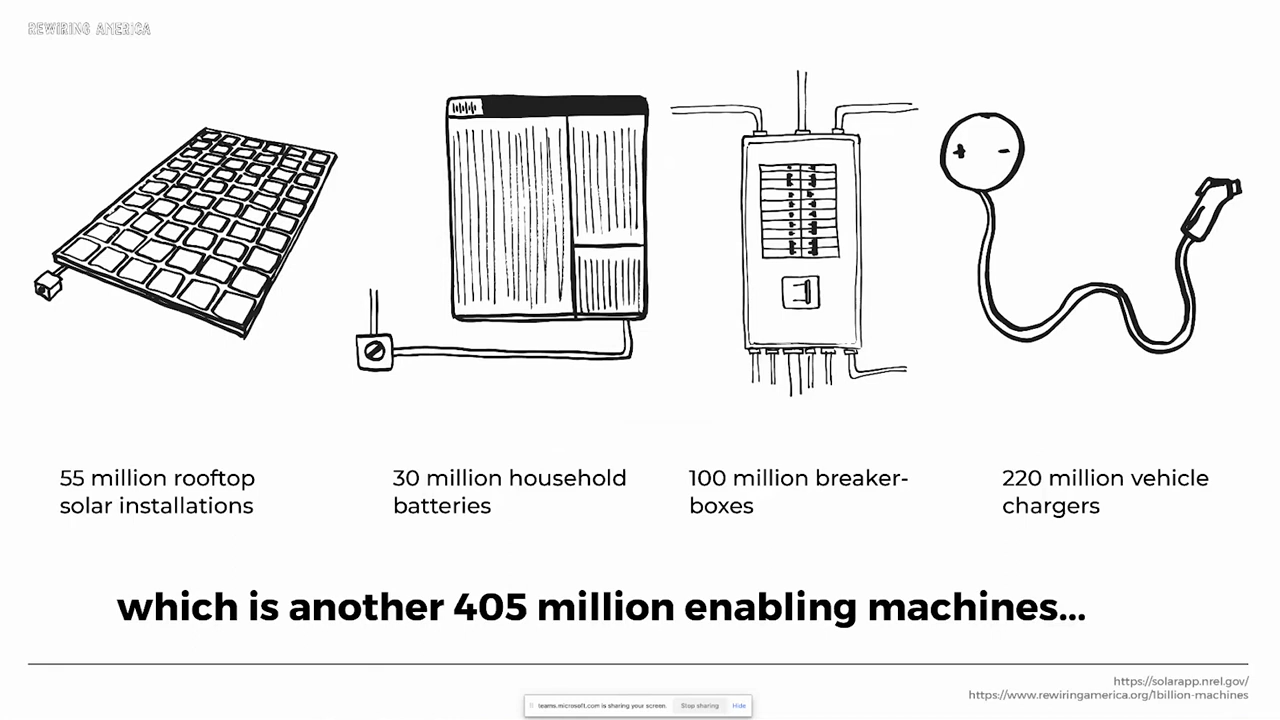 REWIRING AMERICA
55 million rooftop
solar installations
30 million household
batteries
100 million breaker-
boxes
220 million vehicle
chargers
which is another 405 million enabling machines...
https://solarapp.nrel.gov/
https://www.rewiringamerica.org/1billion-machines
teams.microsoft.com is sharing your screen.
Stop sharing
Hide